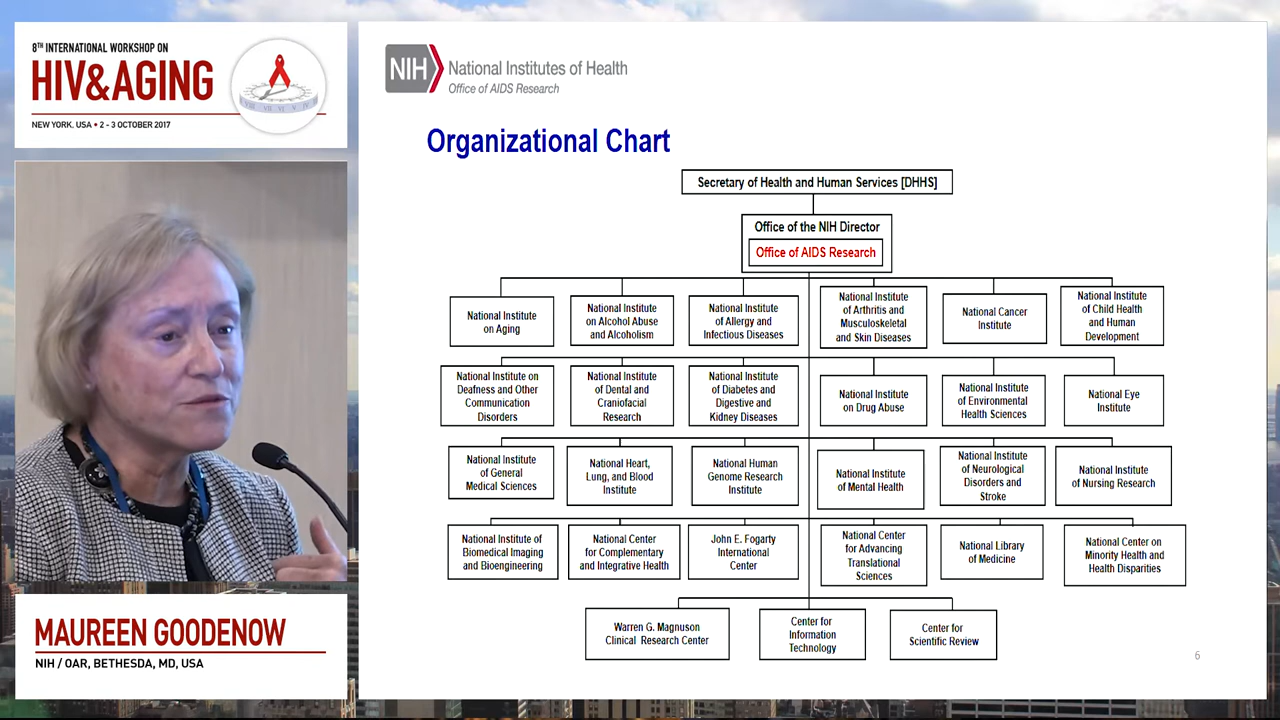 8TH INTERNATIONAL WORKSHOP ON
HIV&AGING
NEW YORK, USA • 2 - 3 OCTOBER 2017
MAUREEN GOODENOW
NIH / OAR, BETHESDA, MD, USA
NIH
National Institutes of Health
Office of AIDS Research
Organizational Chart
Secretary of Health and Human Services [DHHS]
Office of the NIH Director
Office of AIDS Research
National Institute
on Aging
National Institute
on Alcohol Abuse
and Alcoholism
National Institute
of Allergy and
Infectious Diseases
National Institute
of Arthritis and
Musculoskeletal
and Skin Diseases
National Cancer
Institute
National Institute
of Child Health
and Human
Development
National Institute on
Deafness and Other
Communication
Disorders
National Institute
of Dental and
Craniofacial
Research
National Institute
of Diabetes and
Digestive and
Kidney Diseases
National Institute
on Drug Abuse
National Institute
of Environmental
Health Sciences
National Eye
Institute
National Institute
of General
Medical Sciences
National Heart,
Lung, and Blood
Institute
National Human
Genome Research
Institute
National Institute
of Mental Health
National Institute
of Neurological
Disorders and
Stroke
National Institute
of Nursing Research
National Institute of
Biomedical Imaging
and Bioengineering
National Center
for Complementary
and Integrative Health
John E. Fogarty
International
Center
National Center
for Advancing
Translational
Sciences
National Library
of Medicine
National Center on
Minority Health and
Health Disparities
Warren G. Magnuson
Clinical Research Center
Center for
Information
Technology
Center for
Scientific Review
6